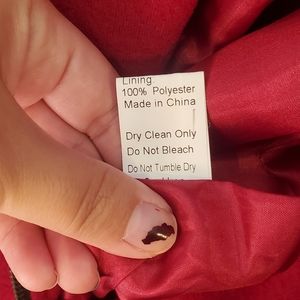 Lining
100% Polyester
Made in China
Dry Clean Only
Do Not Bleach
Do Not Tumble Dry